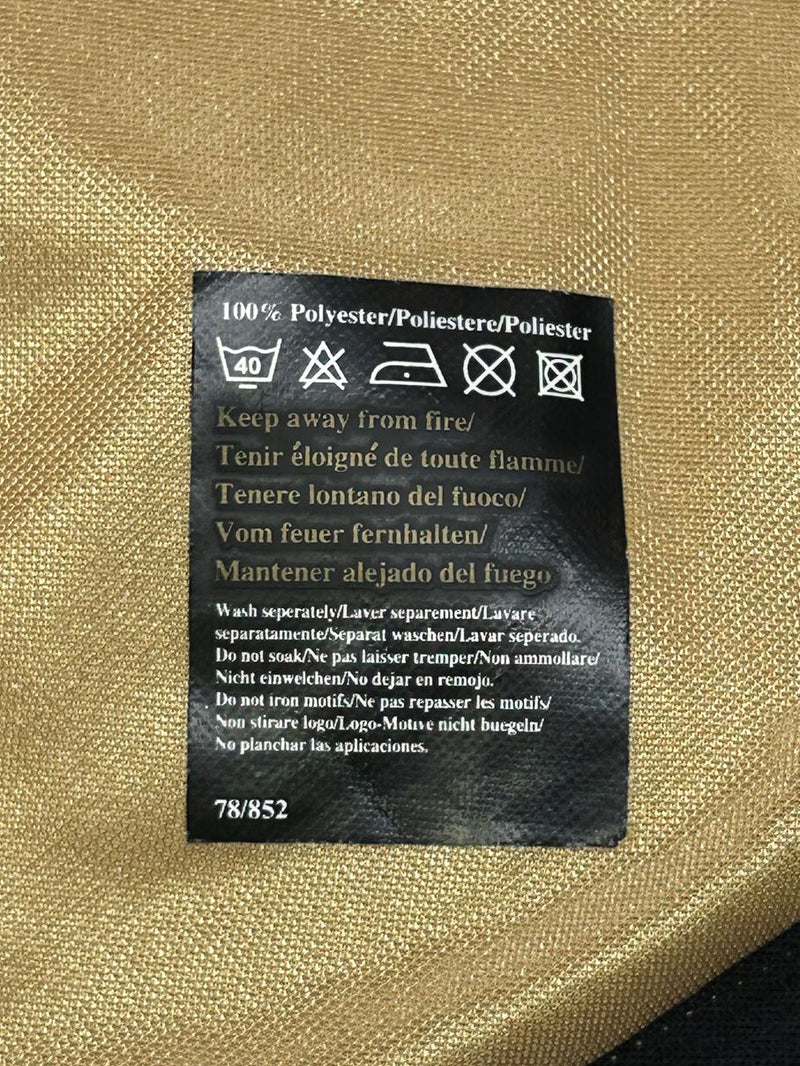 100% Polyester/Poliestere/Poliester
40
Keep away from fire/
Tenir éloigné de toute flamme/
Tenere lontano del fuoco/
Vom feuer fernhalten/
Mantener alejado del fuego
Wash seperately/Laver separement/Lavare
separatamente/Separat waschen/Lavar seperado.
Do not soak/Ne pas laisser tremper/Non ammollare/
Nicht einweichen/No dejar en remojo.
Do not iron motifs/Ne pas repasser les motifs/
Non stirare logo/Logo-Motive nicht buegeln/
No planchar las aplicaciones.
78/852